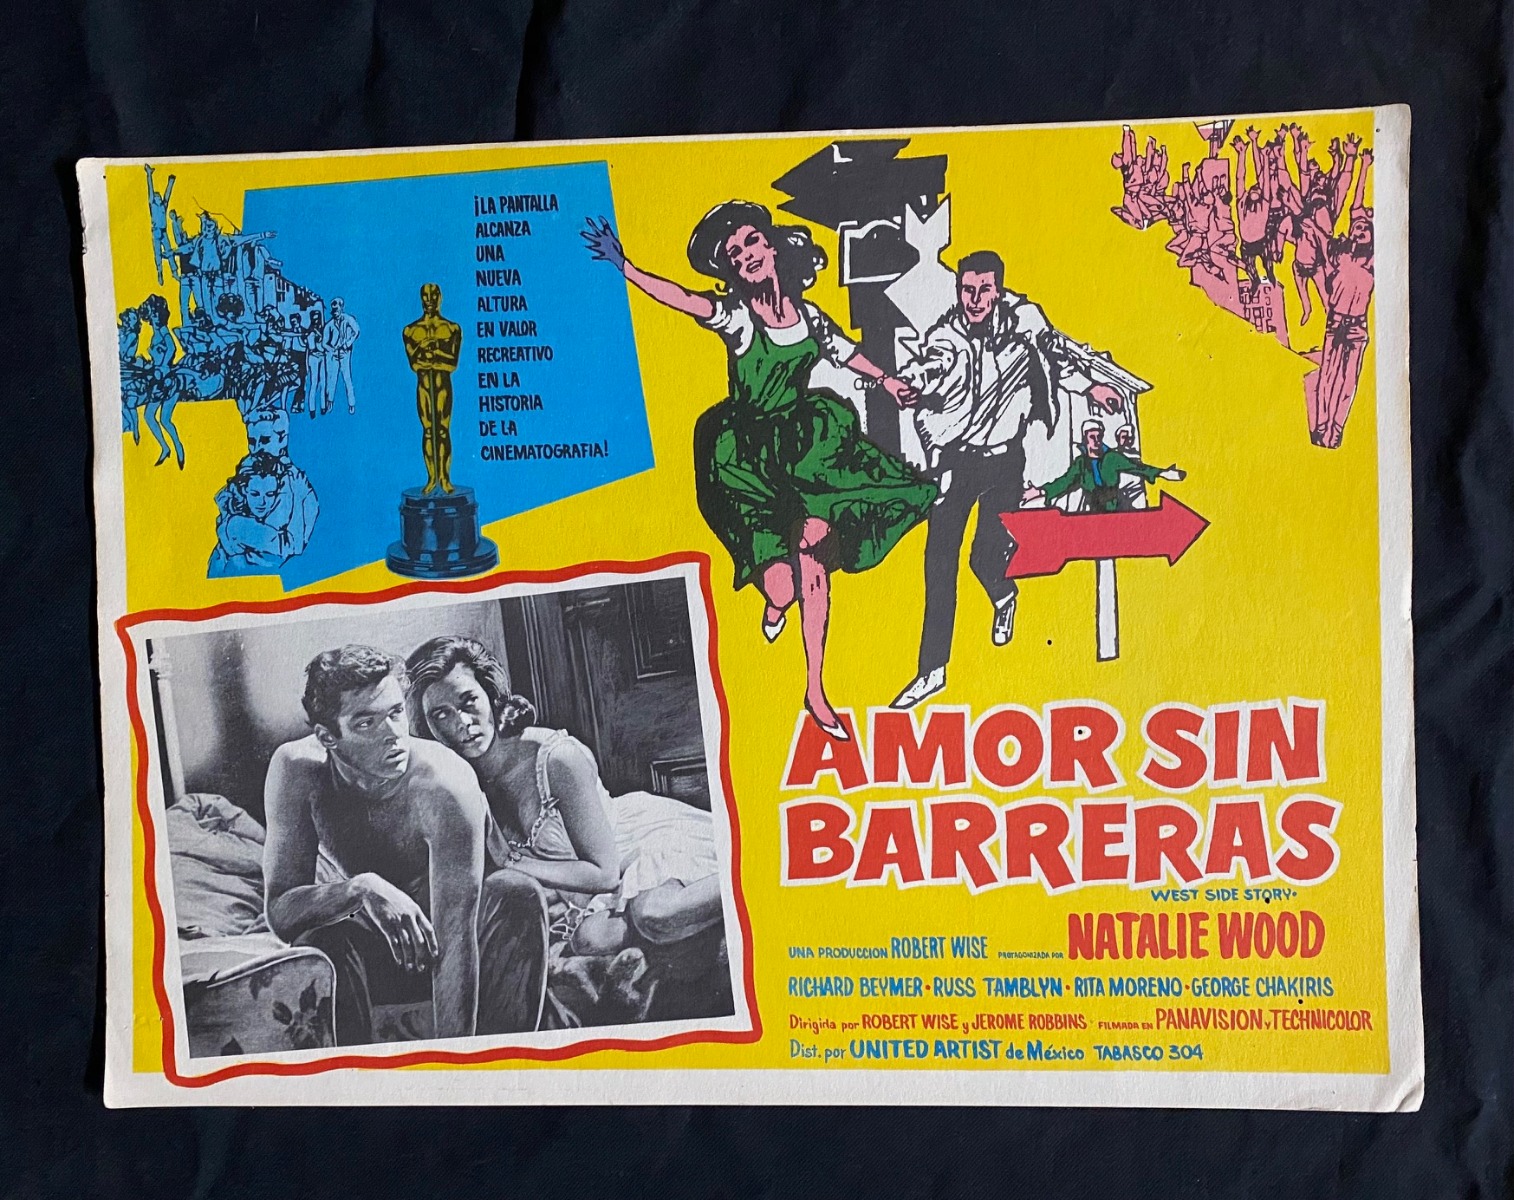 ¡LA PANTALLA
ALCANZA
UNA
NUEVA
ALTURA
EN VALOR
RECREATIVO
EN LA
HISTORIA
DE LA
CINEMATOGRAFIA!
AMOR SIN
BARRERAS
WEST SIDE STORY•
UNA PRODUCCION ROBERT WISE PROTAGONIZADA POR NATALIE WOOD
RICHARD BEYMER • RUSS TAMBLYN • RITA MORENO • GEORGE CHAKIRIS
Dirigida por ROBERT WISE y JEROME ROBBINS • FILMADA EN PANAVISION Y TECHNICOLOR
Dist. por UNITED ARTIST de México TABASCO 304